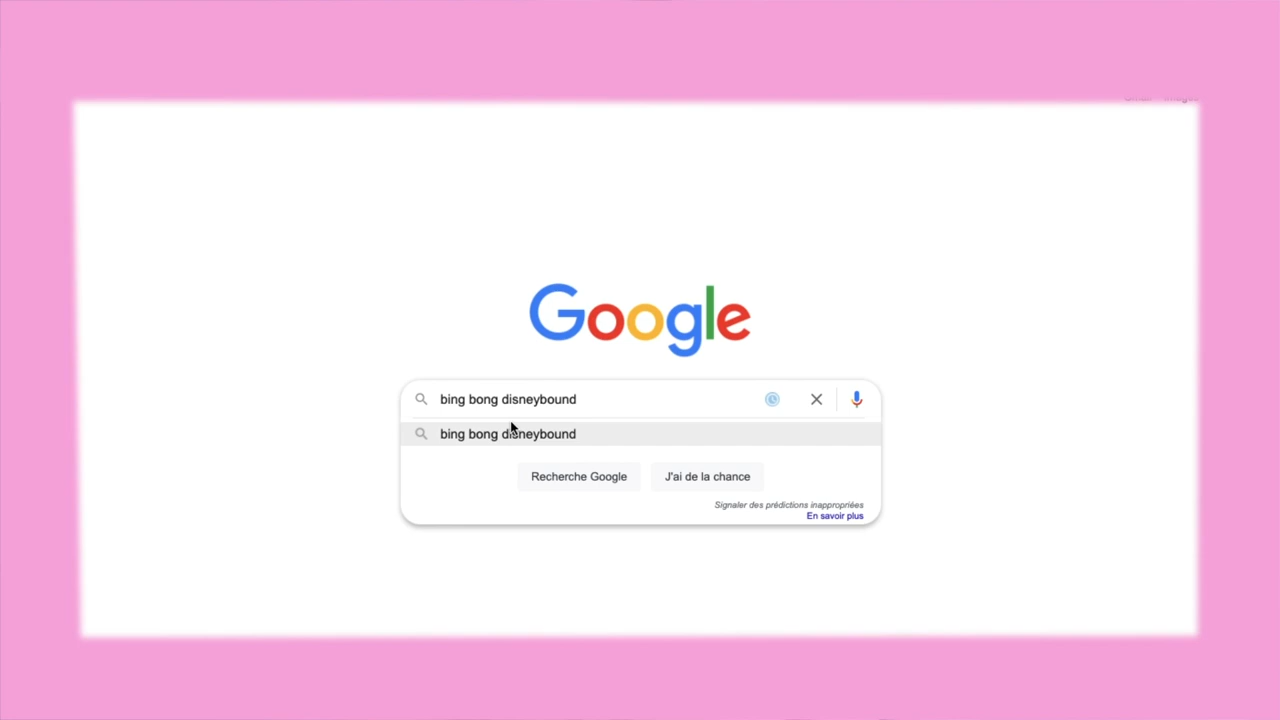 Google
bing bong disneybound
bing bong disneybound
Recherche Google
J'ai de la chance
Signaler des prédictions inappropriées
En savoir plus